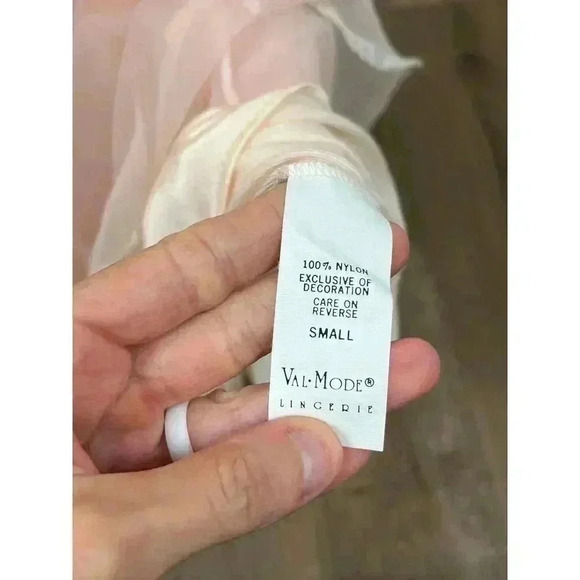 100% NYLON
EXCLUSIVE OF
DECORATION
CARE ON
REVERSE
SMALL
VAL·MODE®
LINGERIE